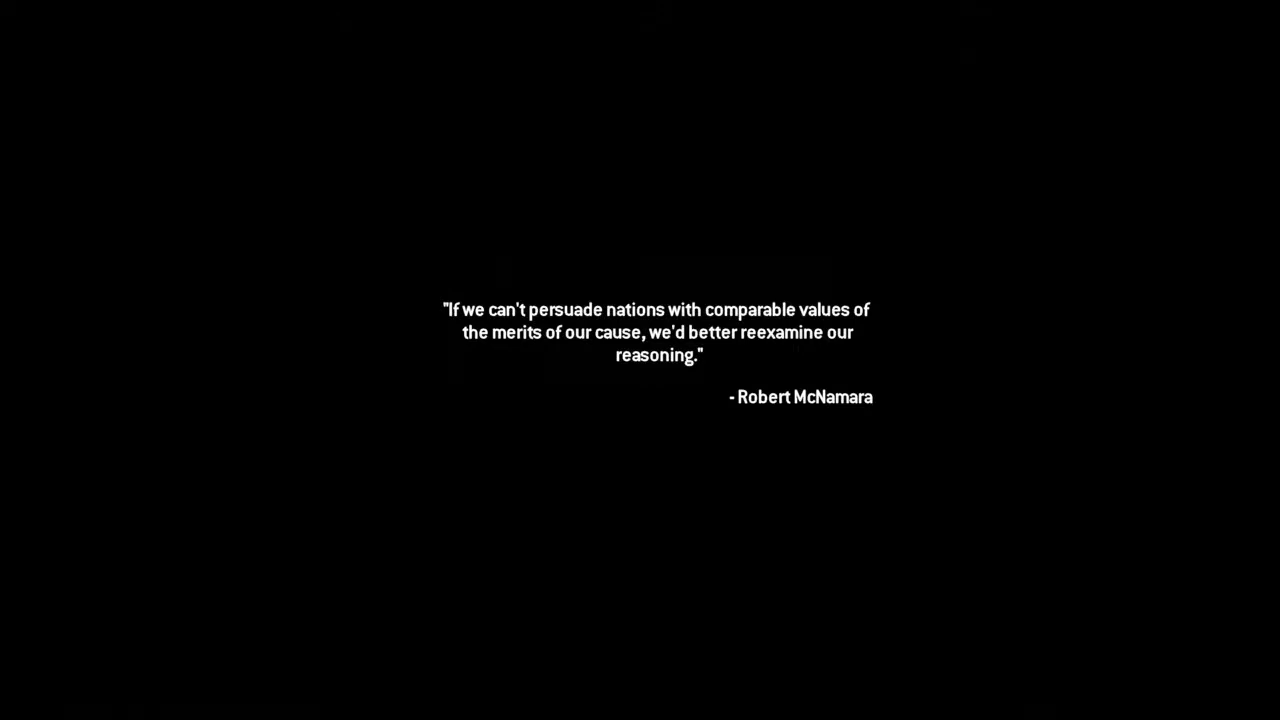 "If we can't persuade nations with comparable values of
the merits of our cause, we'd better reexamine our
reasoning."
- Robert McNamara